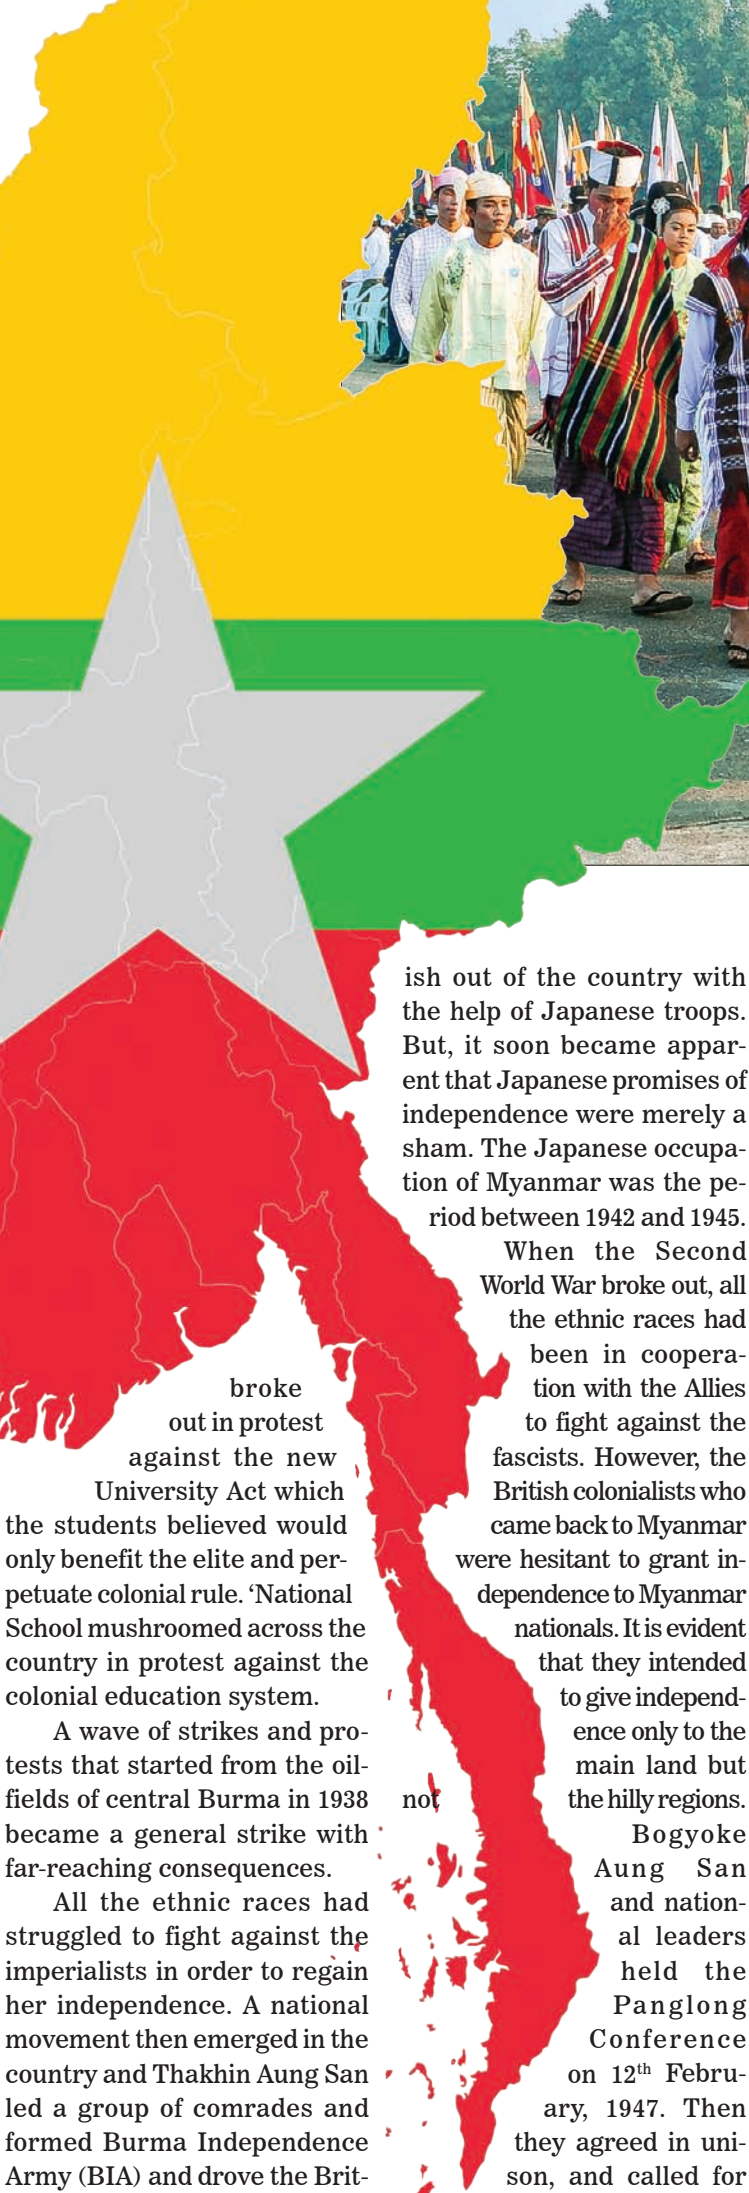 broke
out in protest
against the new
University Act which
the students believed would
only benefit the elite and per-
petuate colonial rule. ‘National
School mushroomed across the
country in protest against the
colonial education system.
A wave of strikes and pro-
tests that started from the oil-
fields of central Burma in 1938
became a general strike with
far-reaching consequences.
All the ethnic races had
struggled to fight against the
imperialists in order to regain
her independence. A national
movement then emerged in the
country and Thakhin Aung San
led a group of comrades and
formed Burma Independence
Army (BIA) and drove the Brit-
ish out of the country with
the help of Japanese troops.
But, it soon became appar-
ent that Japanese promises of
independence were merely a
sham. The Japanese occupa-
tion of Myanmar was the pe-
riod between 1942 and 1945.
When the Second
World War broke out, all
the ethnic races had
been in coopera-
tion with the Allies
to fight against the
fascists. However, the
British colonialists who
came back to Myanmar
were hesitant to grant in-
dependence to Myanmar
nationals. It is evident
that they intended
to give independ-
ence only to the
main land but
not the hilly regions.
Bogyoke
Aung San
and nation-
al leaders
held the
Panglong
Conference
on 12th Febru-
ary, 1947. Then
they agreed in uni-
son, and called for